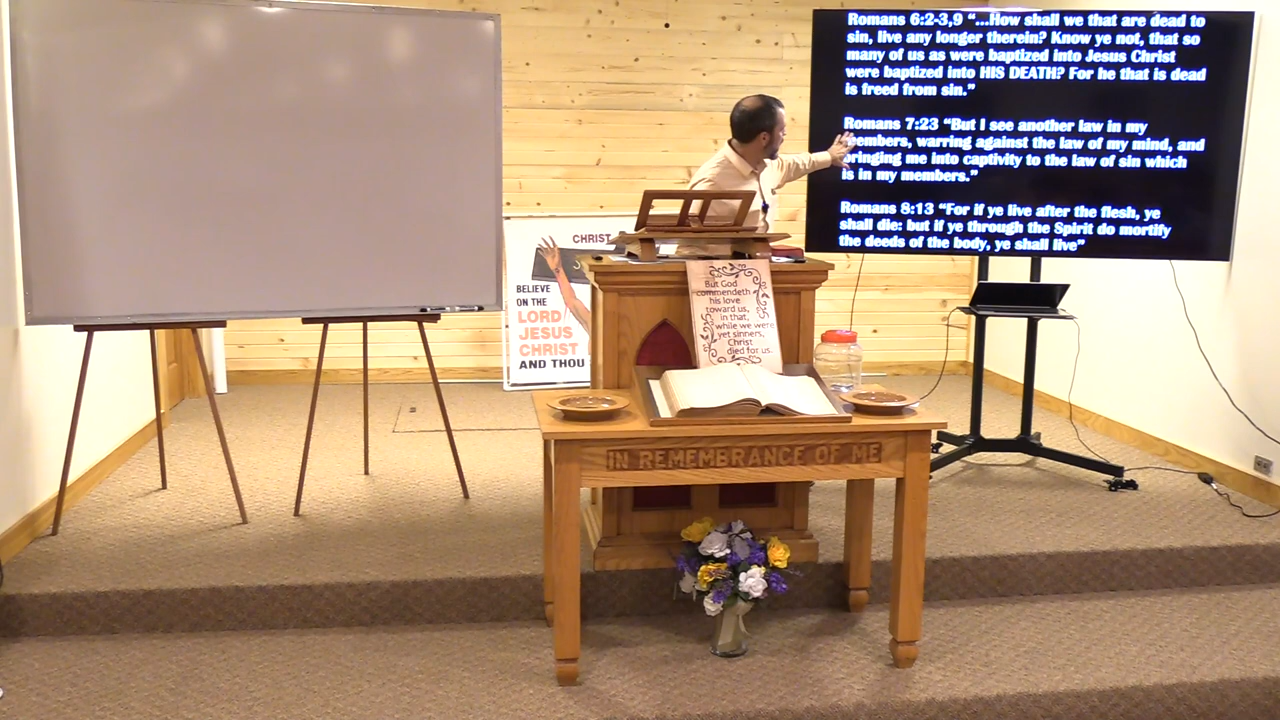 Romans 6:2-3,9 “...How shall we that are dead to
sin, live any longer therein? Know ye not, that so
many of us as were baptized into Jesus Christ
were baptized into HIS DEATH? For he that is dead
is freed from sin.”
Romans 7:23 “But I see another law in my
members, warring against the law of my mind, and
bringing me into captivity to the law of sin which
is in my members.”
Romans 8:13 “For if ye live after the flesh, ye
shall die: but if ye through the Spirit do mortify
the deeds of the body, ye shall live”
CHRIST
BELIEVE
ON THE
LORD
JESUS
CHRIST
AND THOU
But God
commendeth
his love
toward us,
in that,
while we were
yet sinners,
Christ
died for us.
IN REMEMBRANCE OF ME